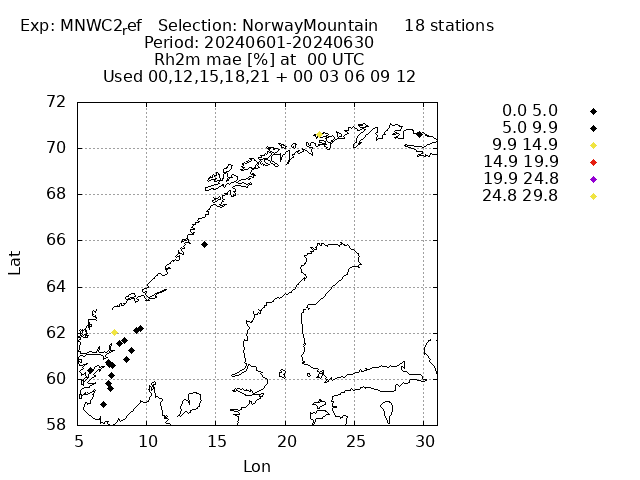 Exp: MNWC2ref Selection: NorwayMountain 18 stations
Period: 20240601-20240630
Rh2m mae [%] at 00 UTC
Used 00,12,15,18,21 + 00 03 06 09 12
0.0 5.0
5.0 9.9
9.9 14.9
14.9 19.9
19.9 24.8
24.8 29.8
72
70
68
66
64
62
60
58
Lat
5 10 15 20 25 30
Lon